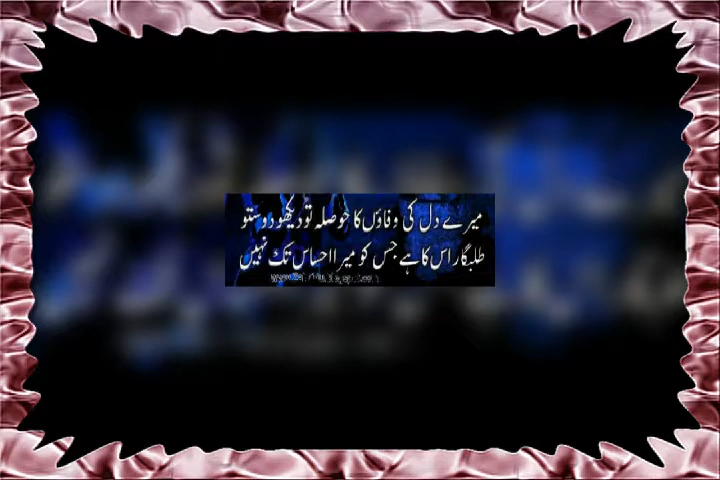 میرے دل کی وفاؤں کا حوصلہ تو دیکھو دوستو
طلبگار اس کا ہے جس کو میرا احساس تک نہیں